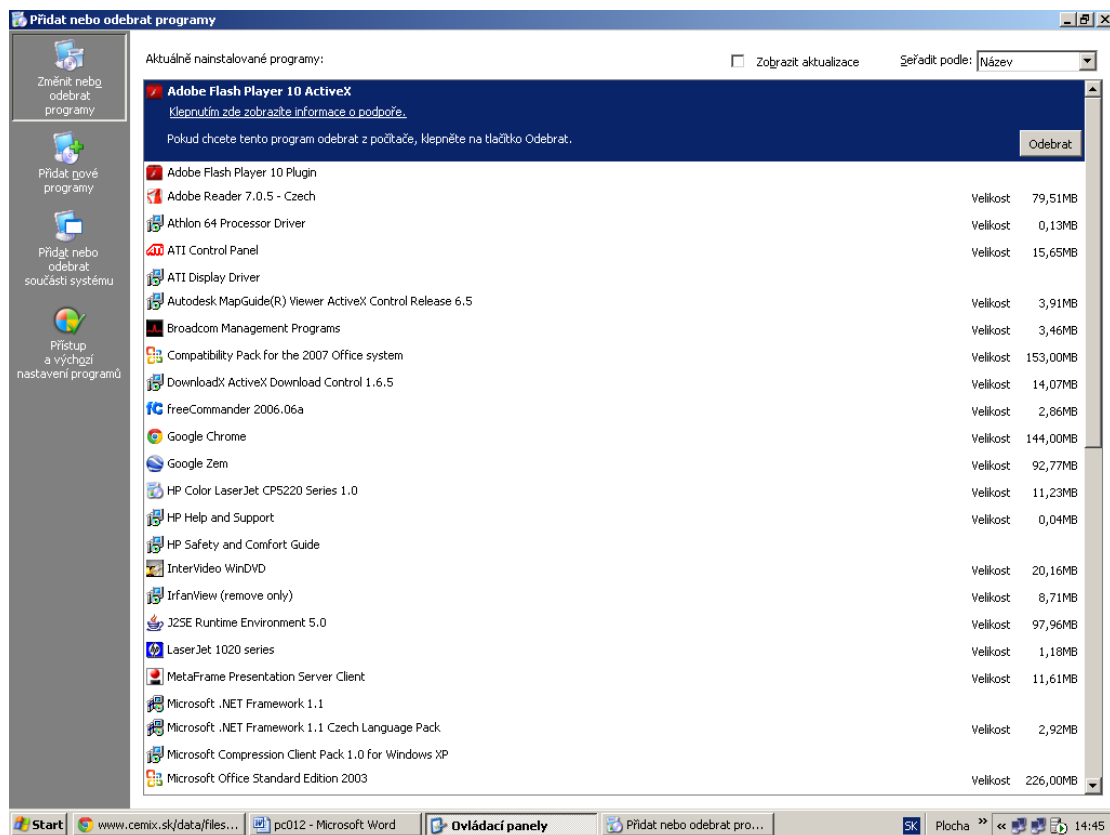 Přidat nebo odebrat programy
Změnit nebo
odebrat
programy
Přidat nové
programy
Přidat nebo
odebrat
součásti systému
Přístup
a výchozí
nastavení programů
Aktuálně nainstalované programy:
Zobrazit aktualizace
Seřadit podle: Název
Adobe Flash Player 10 ActiveX
Klepnutím zde zobrazíte informace o podpoře.
Pokud chcete tento program odebrat z počítače, klepněte na tlačítko Odebrat.
Odebrat
Adobe Flash Player 10 Plugin
Adobe Reader 7.0.5 - Czech Velikost 79,51MB
Athlon 64 Processor Driver Velikost 0,13MB
ATI Control Panel Velikost 15,65MB
ATI Display Driver
Autodesk MapGuide(R) Viewer ActiveX Control Release 6.5 Velikost 3,91MB
Broadcom Management Programs Velikost 3,46MB
Compatibility Pack for the 2007 Office system Velikost 153,00MB
DownloadX ActiveX Download Control 1.6.5 Velikost 14,07MB
freeCommander 2006.06a Velikost 2,86MB
Google Chrome Velikost 144,00MB
Google Zem Velikost 92,77MB
HP Color LaserJet CP5220 Series 1.0 Velikost 11,23MB
HP Help and Support Velikost 0,04MB
HP Safety and Comfort Guide
InterVideo WinDVD Velikost 20,16MB
IrfanView (remove only) Velikost 8,71MB
J2SE Runtime Environment 5.0 Velikost 97,96MB
LaserJet 1020 series Velikost 1,18MB
MetaFrame Presentation Server Client Velikost 11,61MB
Microsoft .NET Framework 1.1
Microsoft .NET Framework 1.1 Czech Language Pack Velikost 2,92MB
Microsoft Compression Client Pack 1.0 for Windows XP
Microsoft Office Standard Edition 2003 Velikost 226,00MB
Start www.cemix.sk/data/files... pc012 - Microsoft Word Ovládací panely Přidat nebo odebrat pro... SK Plocha » « 14:45